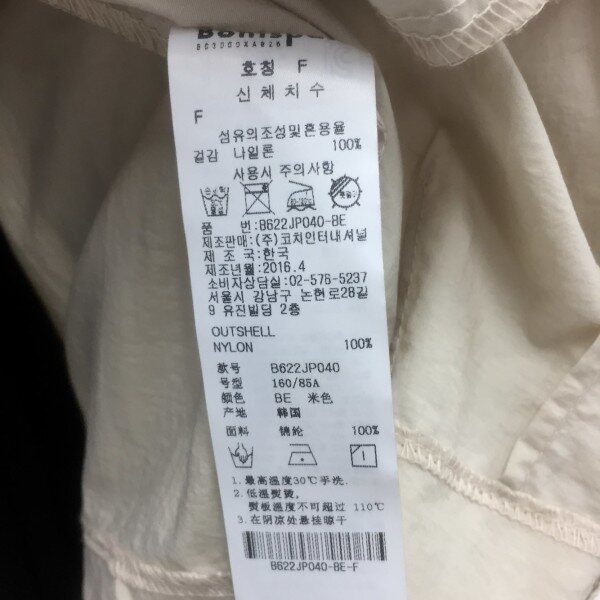 BC3000XA026
호칭 F
신체치수
F
섬유의조성및혼용율
겉감 나일론 100%
사용시 주의사항
품 번:B622JP040-BE
제조판매:(주)코치인터내셔널
제 조 국:한국
제조년월:2016.4
소비자상담실:02-576-5237
서울시 강남구 논현로28길
9 유진빌딩 2층
OUTSHELL
NYLON 100%
款号 B622JP040
号型 160/85A
颜色 BE 米色
产地 韩国
面料 锦纶 100%
1.最高温度30℃手洗.
2.低温熨烫,
熨板温度不可超过 110℃
3.在阴凉处悬挂晾干
B622JP040-BE-F